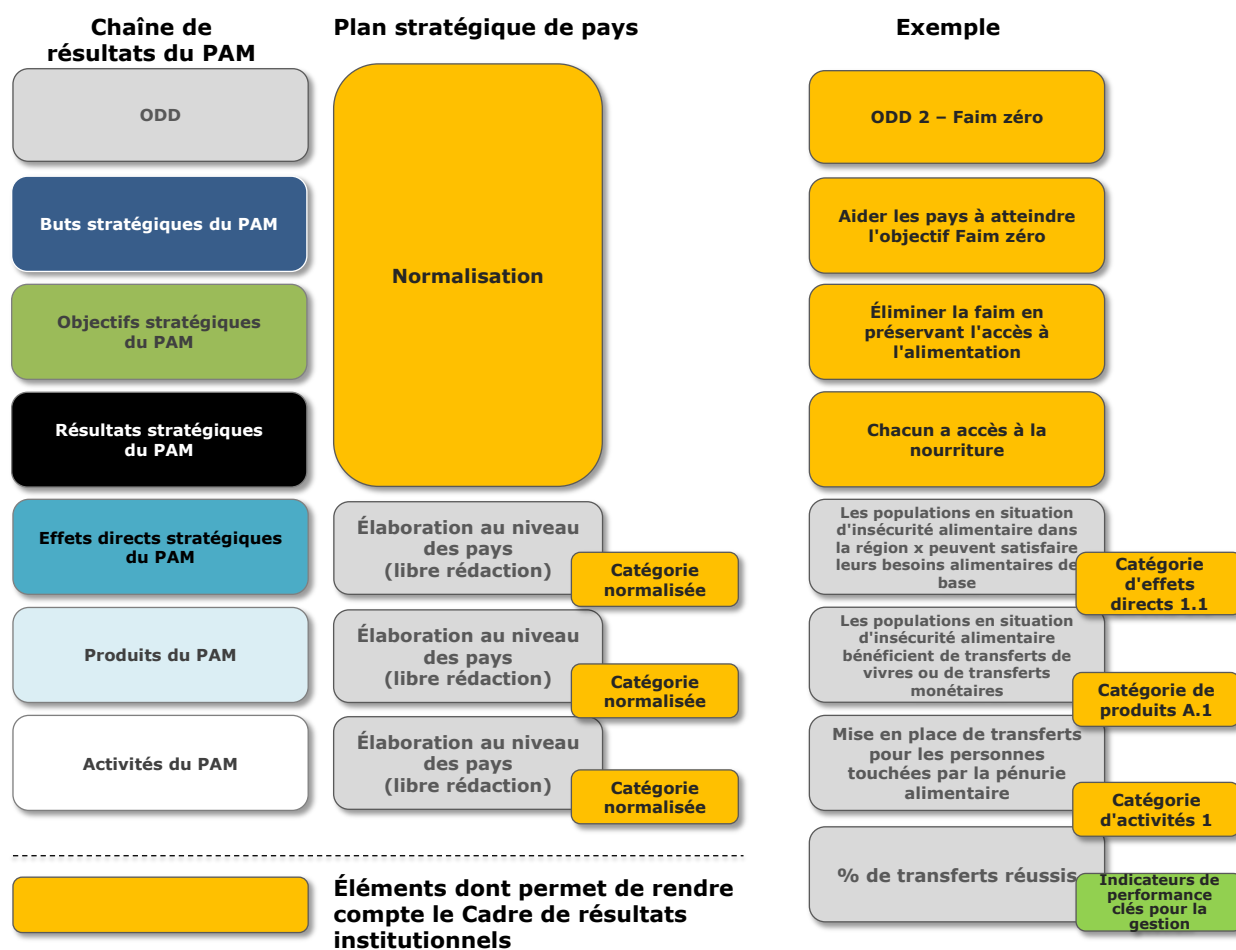 Chaîne de
résultats du PAM
Plan stratégique de pays
Exemple
ODD
Normalisation
ODD 2 – Faim zéro
Buts stratégiques du PAM
Aider les pays à atteindre
l'objectif Faim zéro
Objectifs stratégiques
du PAM
Éliminer la faim en
préservant l'accès à
l'alimentation
Résultats stratégiques
du PAM
Chacun a accès à la
nourriture
Effets directs stratégiques
du PAM
Élaboration au niveau
des pays
(libre rédaction)
Catégorie
normalisée
Les populations en situation
d'insécurité alimentaire dans
la région x peuvent satisfaire
leurs besoins alimentaires de
base
Catégorie
d'effets
directs 1.1
Produits du PAM
Élaboration au niveau
des pays
(libre rédaction)
Catégorie
normalisée
Les populations en situation
d'insécurité alimentaire
bénéficient de transferts de
vivres ou de transferts
monétaires
Catégorie de
produits A.1
Activités du PAM
Élaboration au niveau
des pays
(libre rédaction)
Catégorie
normalisée
Mise en place de transferts
pour les personnes
touchées par la pénurie
alimentaire
Catégorie
d'activités 1
% de transferts réussis
Indicateurs de
performance
clés pour la
gestion
Éléments dont permet de rendre
compte le Cadre de résultats
institutionnels